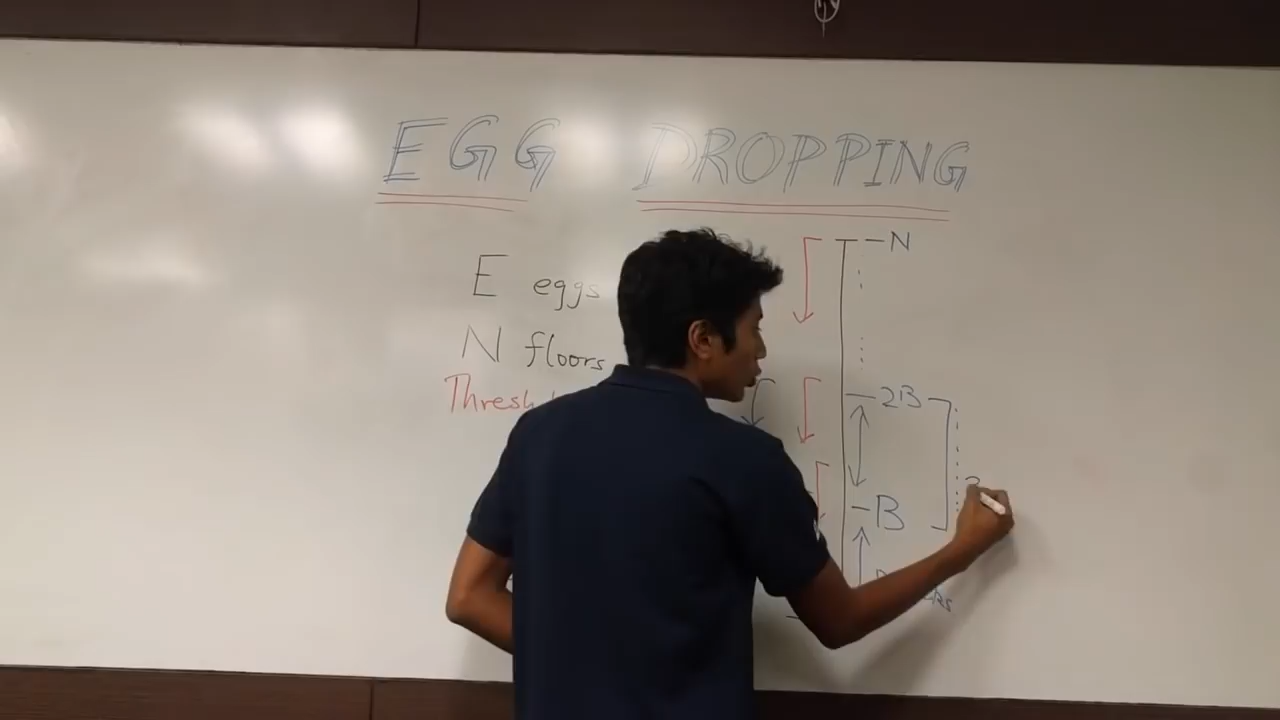 EGG DROPPING
E eggs
N floors
N
2B
B